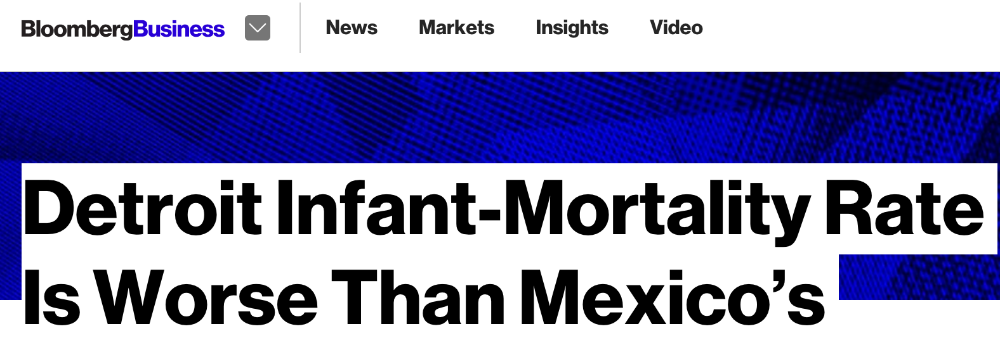 BloombergBusiness News Markets Insights Video
Detroit Infant-Mortality Rate
Is Worse Than Mexico’s